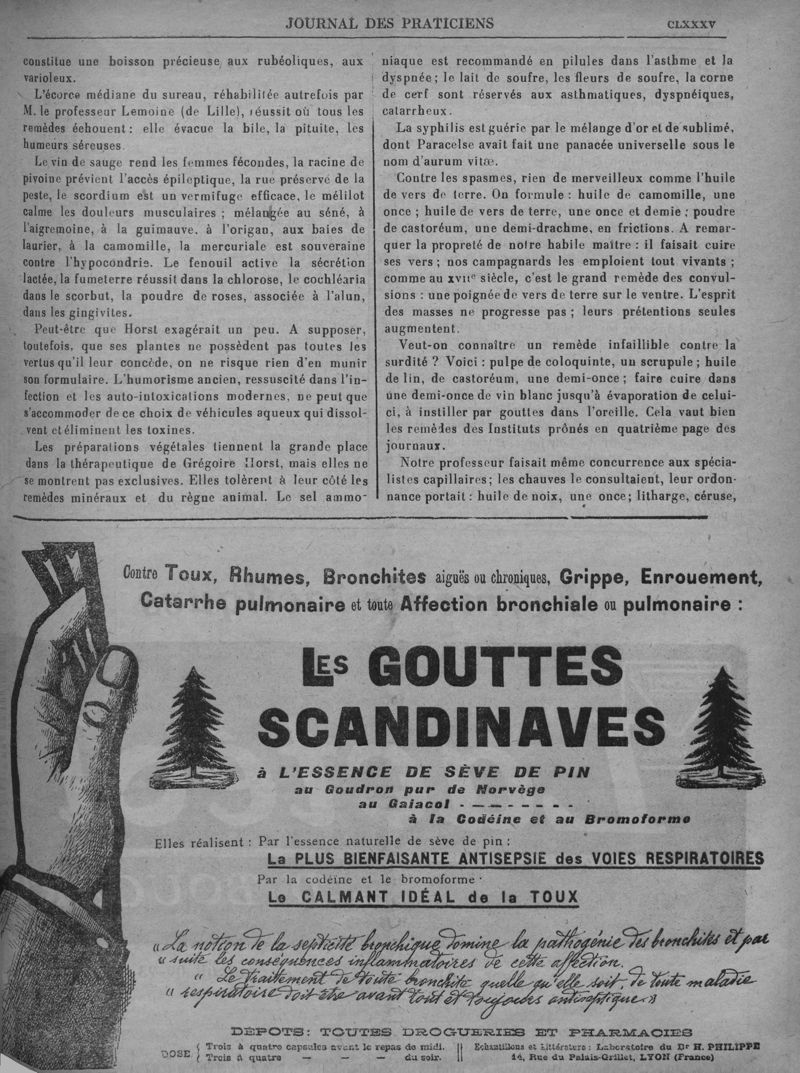 JOURNAL DES PRATICIENS
CLXXXV
constitue une boisson précieuse aux rubéoliques, aux
varioleux.
L'écorce médiane du sureau, réhabilitée autrefois par
M. le professeur Lemoine (de Lille), réussit où tous les
remèdes échouent : elle évacue la bile, la pituite, les
humeurs séreuses.
Le vin de sauge rend les femmes fécondes, la racine de
pivoine prévient l'accès épileptique, la rue préserve de la
peste, le scordium est un vermifuge efficace, le mélilot
calme les douleurs musculaires ; mélangée au séné, à
l'aigremoine, à la guimauve, à l'origan, aux baies de
laurier, à la camomille, la mercuriale est souveraine
contre l'hypocondrie. Le fenouil active la sécrétion
lactée, la fumeterre réussit dans la chlorose, le cochléaria
dans le scorbut, la poudre de roses, associée à l'alun,
dans les gingivites.
Peut-être que Horst exagérait un peu. A supposer,
toutefois, que ses plantes ne possèdent pas toutes les
vertus qu'il leur concède, on ne risque rien d'en munir
son formulaire. L'humorisme ancien, ressuscité dans l'in-
fection et les auto-intoxications modernes, ne peut que
s'accommoder de ce choix de véhicules aqueux qui dissol-
vent et éliminent les toxines.
Les préparations végétales tiennent la grande place
dans la thérapeutique de Grégoire Horst, mais elles ne
se montrent pas exclusives. Elles tolèrent à leur côté les
remèdes minéraux et du règne animal. Le sel ammo-
niaque est recommandé en pilules dans l'asthme et la
dyspnée ; le lait de soufre, les fleurs de soufre, la corne
de cerf sont réservés aux asthmatiques, dyspnéiques,
catarrheux.
La syphilis est guérie par le mélange d'or et de sublimé,
dont Paracelse avait fait une panacée universelle sous le
nom d'aurum vitæ.
Contre les spasmes, rien de merveilleux comme l'huile
de vers de terre. On formule : huile de camomille, une
once ; huile de vers de terre, une once et demie ; poudre
de castoréum, une demi-drachme, en frictions. A remar-
quer la propreté de notre habile maître : il faisait cuire
ses vers ; nos campagnards les emploient tout vivants ;
comme au XVIIe siècle, c'est le grand remède des convul-
sions : une poignée de vers de terre sur le ventre. L'esprit
des masses ne progresse pas ; leurs prétentions seules
augmentent.
Veut-on connaître un remède infaillible contre la
surdité ? Voici : pulpe de coloquinte, un scrupule ; huile
de lin, de castoréum, une demi-once ; faire cuire dans
une demi-once de vin blanc jusqu'à évaporation de celui-
ci, à instiller par gouttes dans l'oreille. Cela vaut bien
les remèdes des Instituts prônés en quatrième page des
journaux.
Notre professeur faisait même concurrence aux spécia-
listes capillaires ; les chauves le consultaient, leur ordon-
nance portait : huile de noix, une once ; litharge, céruse,
Contre Toux, Rhumes, Bronchites aiguës ou chroniques, Grippe, Enrouement,
Catarrhe pulmonaire et toute Affection bronchiale ou pulmonaire :
LES GOUTTES
SCANDINAVES
à L'ESSENCE DE SÈVE DE PIN
au Goudron pur de Norvège
au Gaïacol
à la Codéine et au Bromoforme
Elles réalisent : Par l'essence naturelle de sève de pin :
La PLUS BIENFAISANTE ANTISEPSIE des VOIES RESPIRATOIRES
Par la codéine et le bromoforme :
Le CALMANT IDÉAL de la TOUX
« La notion de la septicité bronchique domine la pathogénie des bronchites et par
« suite les conséquences inflammatoires de cette affection.
« Le traitement de toute bronchite quelle qu'elle soit, de toute maladie
« respiratoire doit être avant tout et toujours antiseptique. »
DÉPOTS : TOUTES DROGUERIES ET PHARMACIES
DOSE { Trois à quatre capsules avant le repas de midi.
Trois à quatre — — — du soir.
Echantillons et Littérature : Laboratoire du Dr H. PHILIPPE
14, Rue du Palais-Grillet, LYON (France)